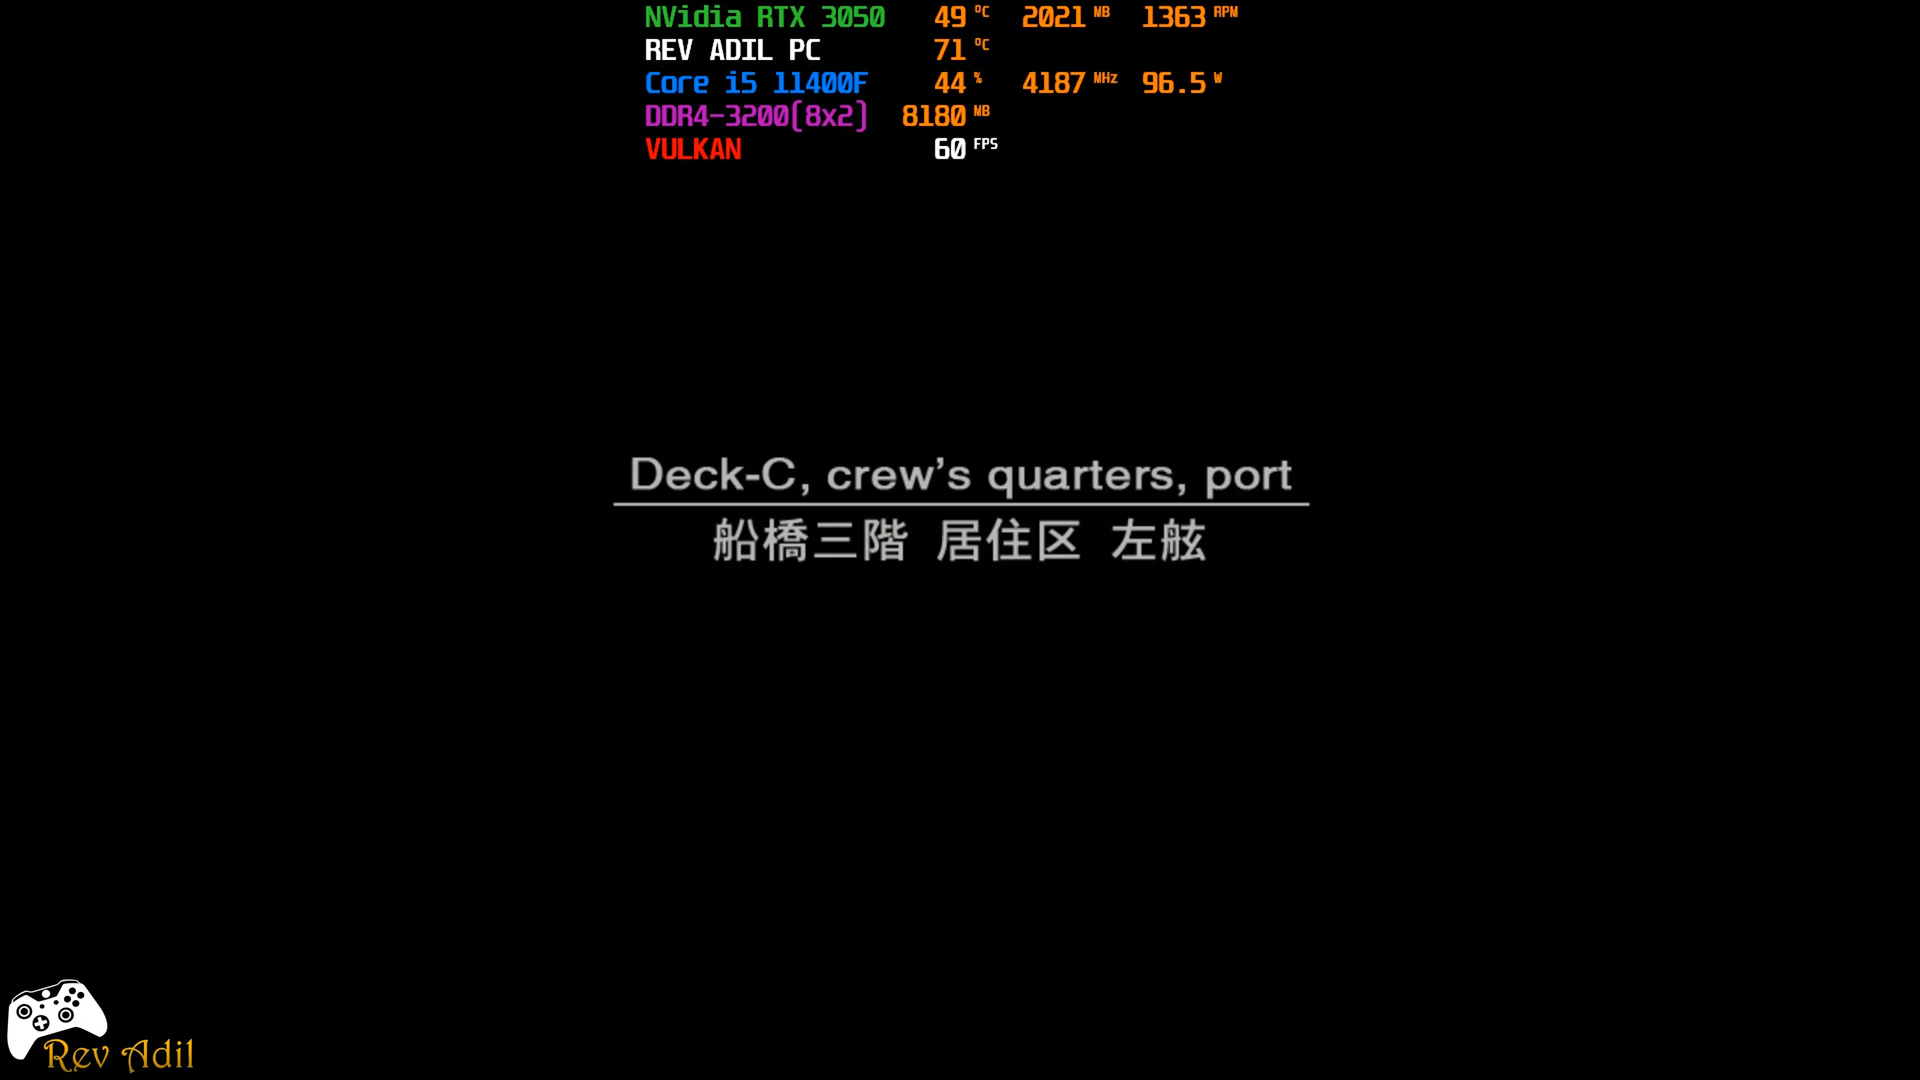 NVidia RTX 3050 49 °C 2021 MB 1363 RPM
REV ADIL PC 71 °C
Core i5 11400F 44 % 4187 MHz 96.5 W
DDR4-3200(8x2) 8180 MB
VULKAN 60 FPS
Deck-C, crew’s quarters, port
船橋三階 居住区 左舷
Rev Adil